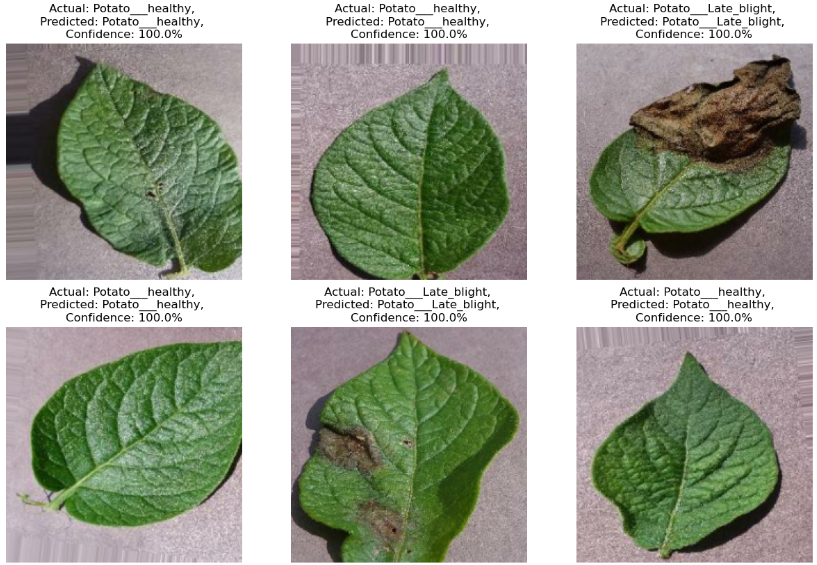 Actual: Potato___healthy,
Predicted: Potato___healthy,
Confidence: 100.0%
Actual: Potato___healthy,
Predicted: Potato___healthy,
Confidence: 100.0%
Actual: Potato___Late_blight,
Predicted: Potato___Late_blight,
Confidence: 100.0%
Actual: Potato___healthy,
Predicted: Potato___healthy,
Confidence: 100.0%
Actual: Potato___Late_blight,
Predicted: Potato___Late_blight,
Confidence: 100.0%
Actual: Potato___healthy,
Predicted: Potato___healthy,
Confidence: 100.0%